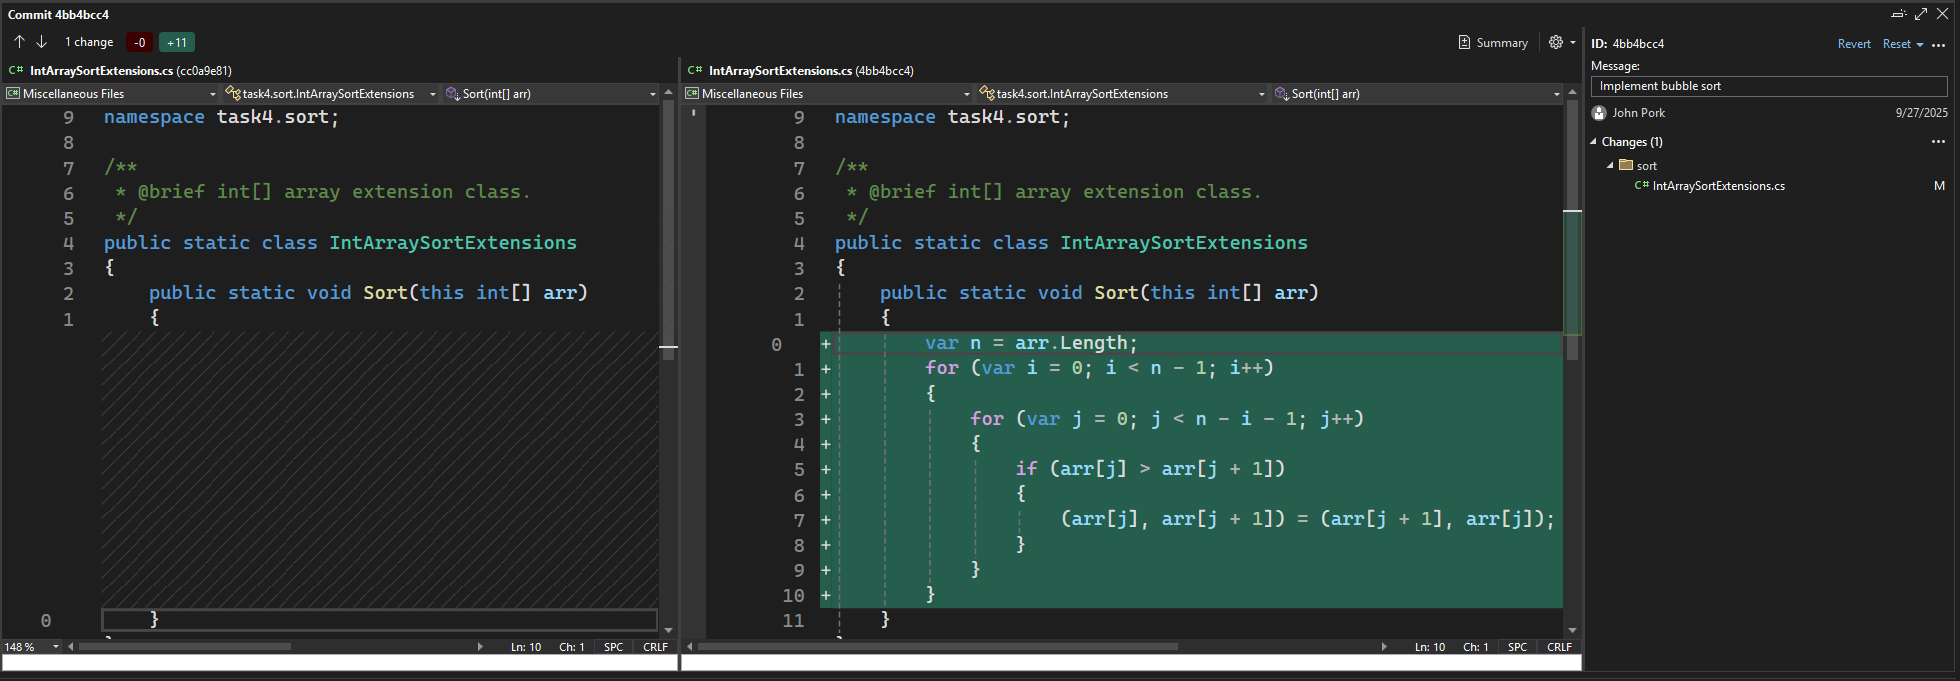 Commit 4bb4bcc4
1 change -0 +11
Summary
C# IntArraySortExtensions.cs (cc0a9e81)
C# Miscellaneous Files task4.sort.IntArraySortExtensions Sort(int[] arr)
9 namespace task4.sort;
8
7 /**
6 * @brief int[] array extension class.
5 */
4 public static class IntArraySortExtensions
3 {
2 public static void Sort(this int[] arr)
1 {
0 }
148 % Ln: 10 Ch: 1 SPC CRLF
C# IntArraySortExtensions.cs (4bb4bcc4)
C# Miscellaneous Files task4.sort.IntArraySortExtensions Sort(int[] arr)
9 namespace task4.sort;
8
7 /**
6 * @brief int[] array extension class.
5 */
4 public static class IntArraySortExtensions
3 {
2 public static void Sort(this int[] arr)
1 {
0 + var n = arr.Length;
1 + for (var i = 0; i < n - 1; i++)
2 + {
3 + for (var j = 0; j < n - i - 1; j++)
4 + {
5 + if (arr[j] > arr[j + 1])
6 + {
7 + (arr[j], arr[j + 1]) = (arr[j + 1], arr[j]);
8 + }
9 + }
10 + }
11 }
Ln: 10 Ch: 1 SPC CRLF
ID: 4bb4bcc4 Revert Reset
Message:
Implement bubble sort
John Pork 9/27/2025
Changes (1)
sort
C# IntArraySortExtensions.cs M